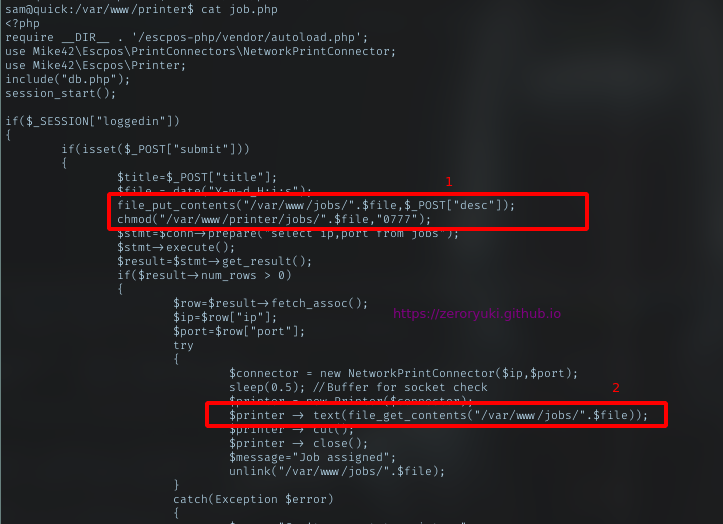 sam@quick:/var/www/printer$ cat job.php
<?php
require __DIR__ . '/escpos-php/vendor/autoload.php';
use Mike42\Escpos\PrintConnectors\NetworkPrintConnector;
use Mike42\Escpos\Printer;
include("db.php");
session_start();
if($_SESSION["loggedin"])
{
if(isset($_POST["submit"]))
{
$title=$_POST["title"];
1
$file = date("Y-m-d_H:i:s");
file_put_contents("/var/www/jobs/".$file,$_POST["desc"]);
chmod("/var/www/printer/jobs/".$file,"0777");
$stmt=$conn->prepare("select ip,port from jobs");
$stmt->execute();
$result=$stmt->get_result();
if($result->num_rows > 0)
{
$row=$result->fetch_assoc();
$ip=$row["ip"];
https://zeroryuki.github.io
$port=$row["port"];
try
{
$connector = new NetworkPrintConnector($ip,$port);
sleep(0.5); //Buffer for socket check
2
$printer = new Printer($connector);
$printer -> text(file_get_contents("/var/www/jobs/".$file));
$printer -> cut();
$printer -> close();
$message="Job assigned";
unlink("/var/www/jobs/".$file);
}
catch(Exception $error)
{